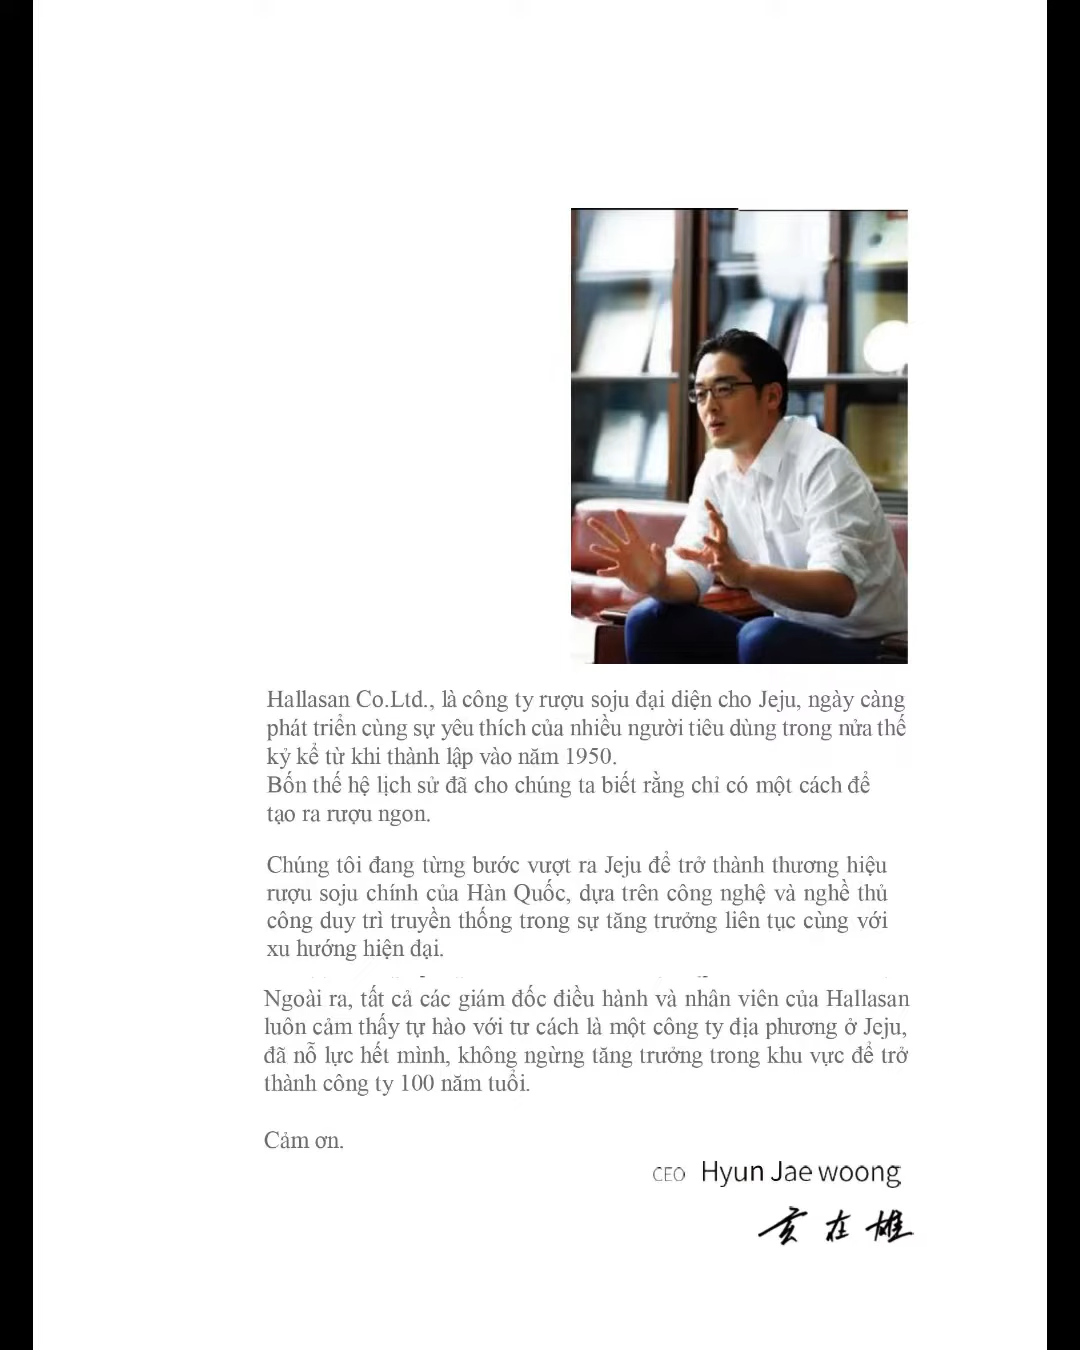 Hallasan Co.Ltd., là công ty rượu soju đại diện cho Jeju, ngày càng
phát triển cùng sự yêu thích của nhiều người tiêu dùng trong nửa thế
kỷ kể từ khi thành lập vào năm 1950.
Bốn thế hệ lịch sử đã cho chúng ta biết rằng chỉ có một cách để
tạo ra rượu ngon.
Chúng tôi đang từng bước vượt ra Jeju để trở thành thương hiệu
rượu soju chính của Hàn Quốc, dựa trên công nghệ và nghề thủ
công duy trì truyền thống trong sự tăng trưởng liên tục cùng với
xu hướng hiện đại.
Ngoài ra, tất cả các giám đốc điều hành và nhân viên của Hallasan
luôn cảm thấy tự hào với tư cách là một công ty địa phương ở Jeju,
đã nỗ lực hết mình, không ngừng tăng trưởng trong khu vực để trở
thành công ty 100 năm tuổi.
Cảm ơn.
CEO Hyun Jae woong
玄在雄